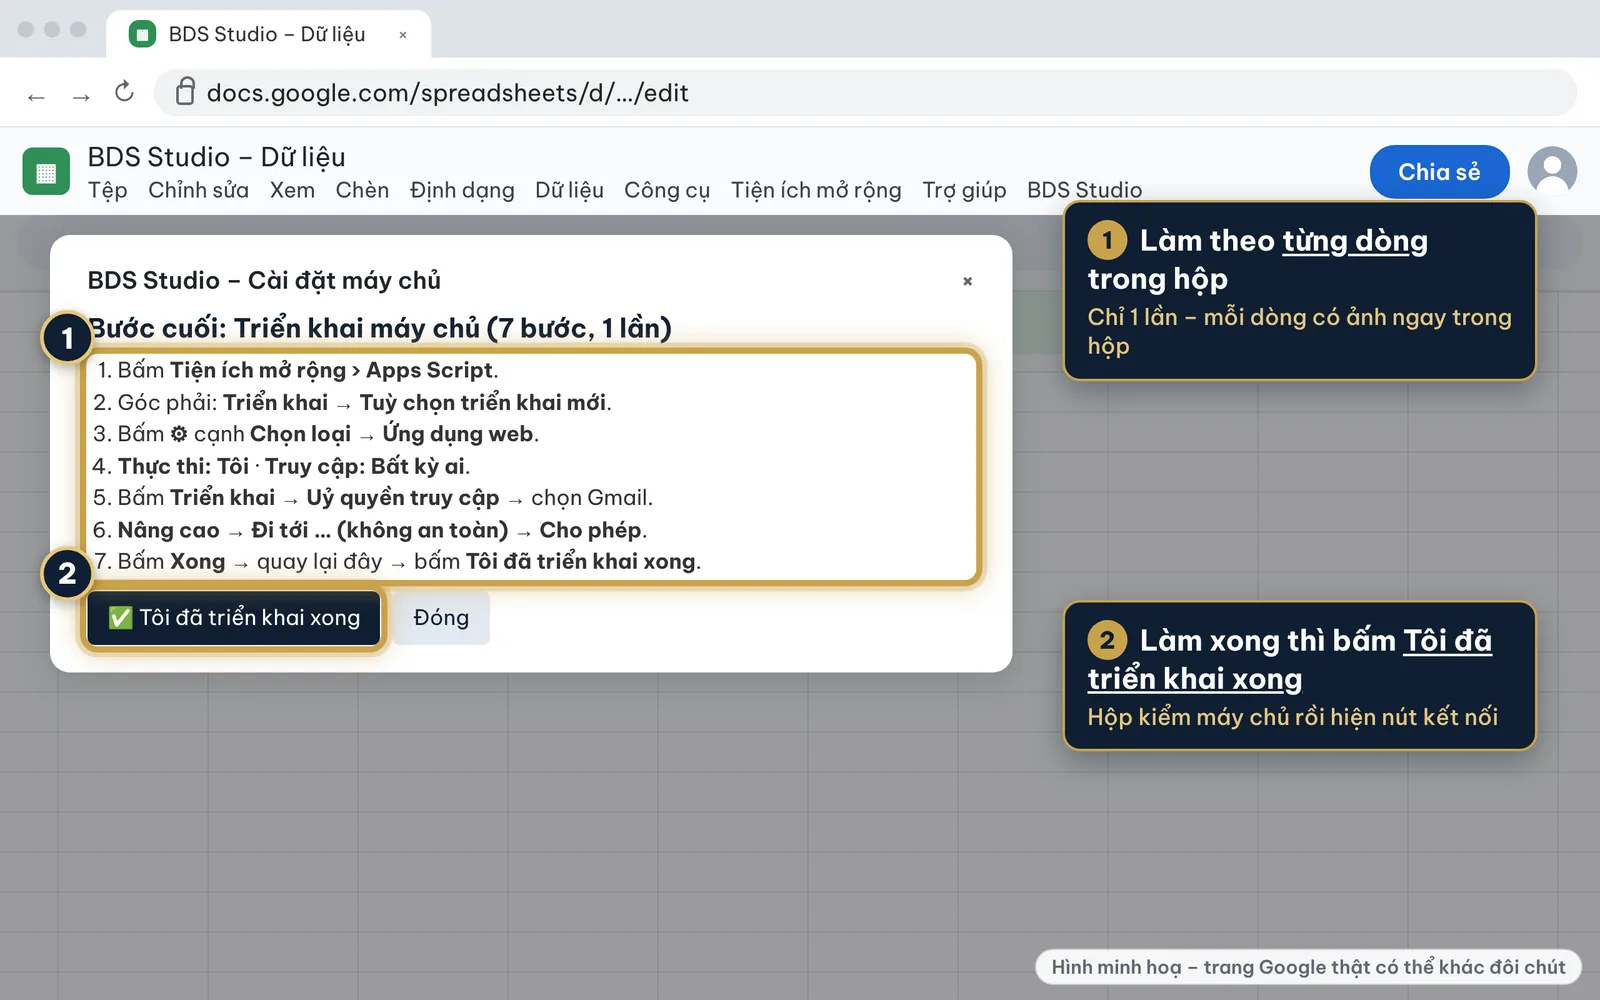 BDS Studio – Dữ liệu
docs.google.com/spreadsheets/d/.../edit
BDS Studio – Dữ liệu
Tệp Chỉnh sửa Xem Chèn Định dạng Dữ liệu Công cụ Tiện ích mở rộng Trợ giúp BDS Studio
Chia sẻ
BDS Studio – Cài đặt máy chủ
Bước cuối: Triển khai máy chủ (7 bước, 1 lần)
1
1. Bấm Tiện ích mở rộng › Apps Script.
2. Góc phải: Triển khai → Tuỳ chọn triển khai mới.
3. Bấm ⚙ cạnh Chọn loại → Ứng dụng web.
4. Thực thi: Tôi · Truy cập: Bất kỳ ai.
5. Bấm Triển khai → Uỷ quyền truy cập → chọn Gmail.
6. Nâng cao → Đi tới ... (không an toàn) → Cho phép.
7. Bấm Xong → quay lại đây → bấm Tôi đã triển khai xong.
2
✅ Tôi đã triển khai xong
Đóng
1 Làm theo từng dòng
trong hộp
Chỉ 1 lần – mỗi dòng có ảnh ngay trong
hộp
2 Làm xong thì bấm Tôi đã
triển khai xong
Hộp kiểm máy chủ rồi hiện nút kết nối
Hình minh hoạ – trang Google thật có thể khác đôi chút